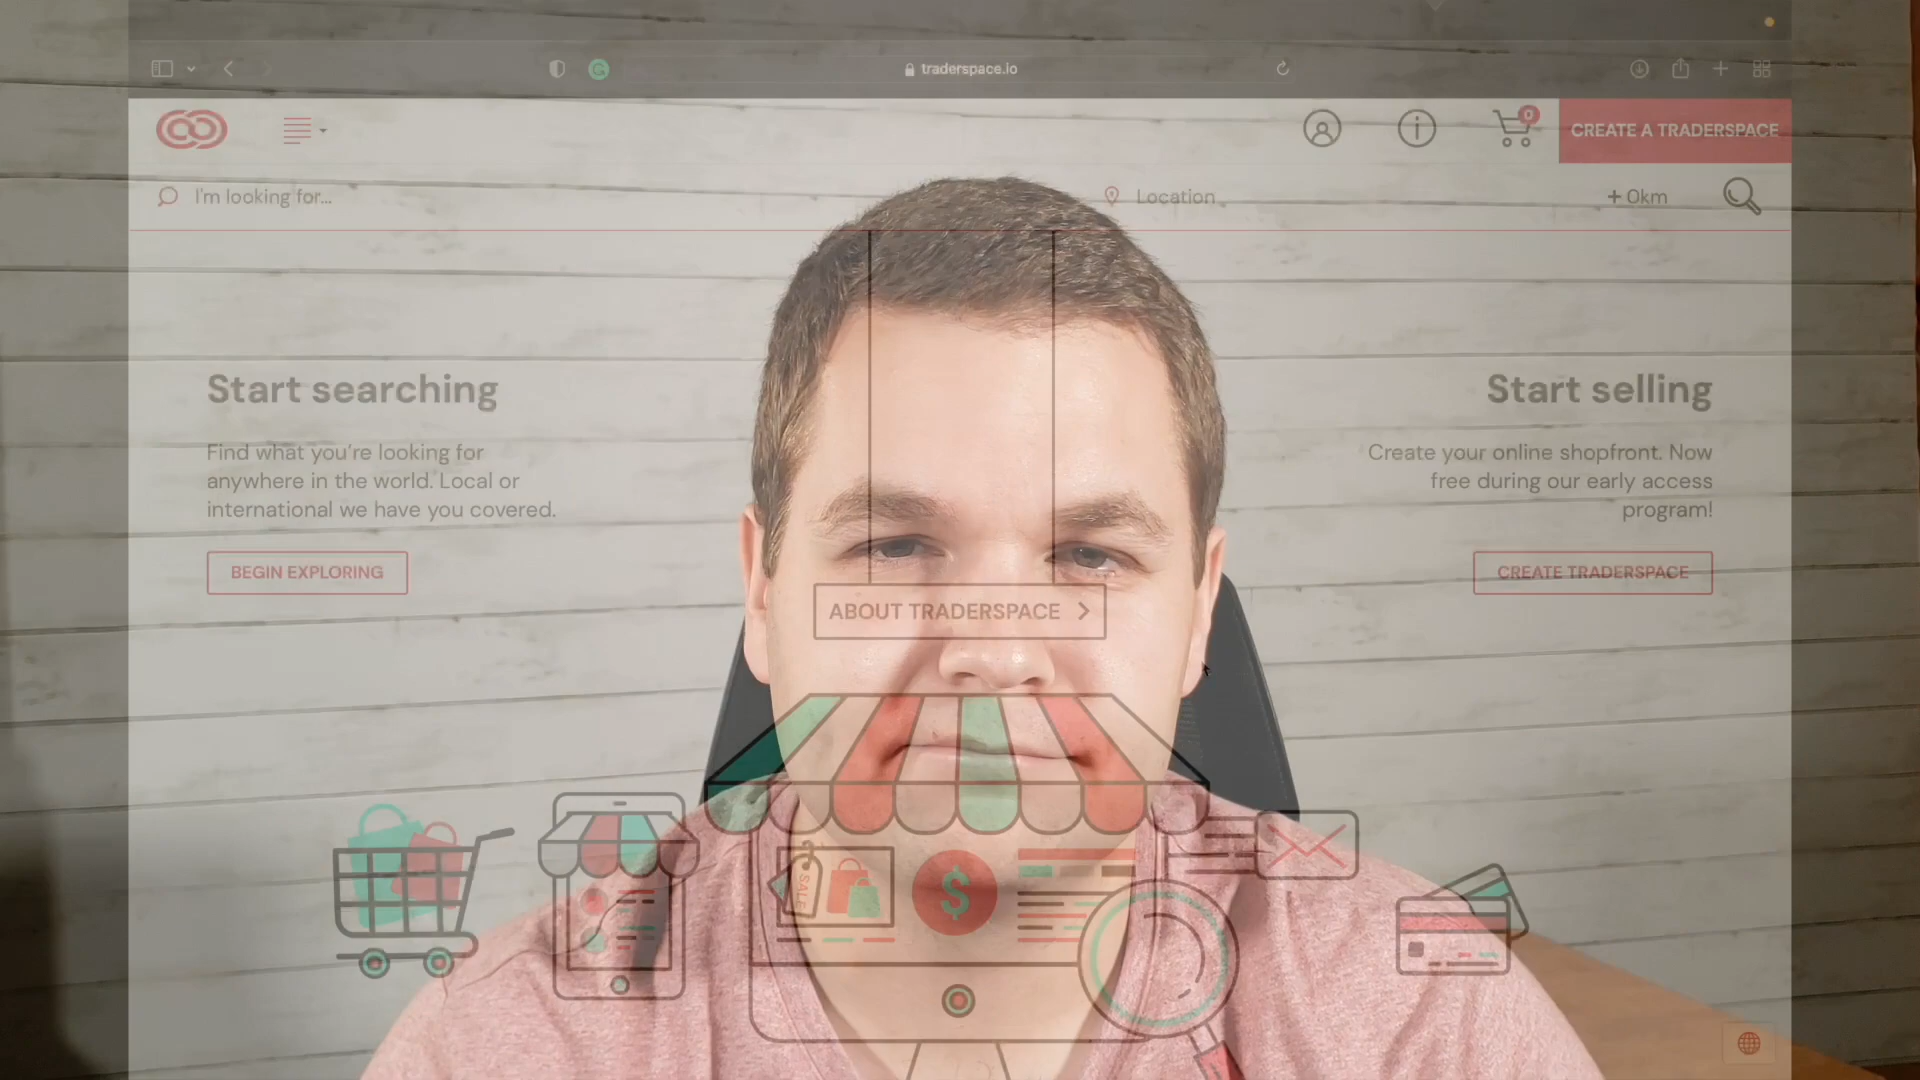 traderspace.io
0
CREATE A TRADERSPACE
I'm looking for...
Location
+ 0km
Start searching
Find what you're looking for
anywhere in the world. Local or
international we have you covered.
BEGIN EXPLORING
Start selling
Create your online shopfront. Now
free during our early access
program!
CREATE TRADERSPACE
ABOUT TRADERSPACE
SALE
$